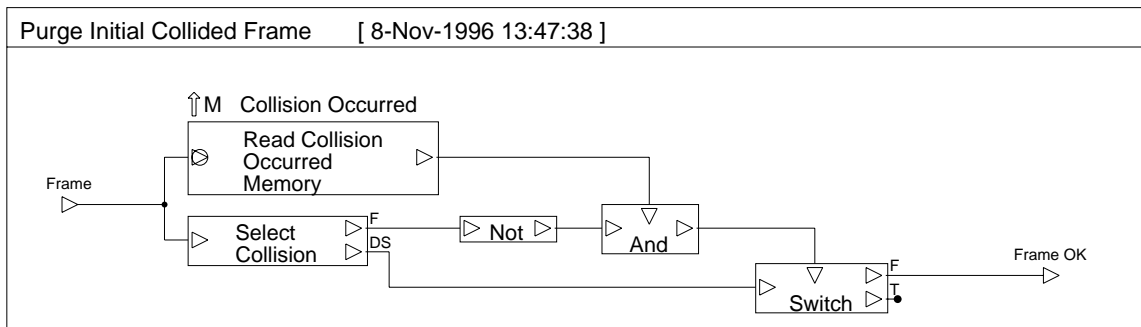 Purge Initial Collided Frame [ 8-Nov-1996 13:47:38 ]
M Collision Occurred
Read Collision
Occurred
Memory
Frame
Select
Collision
F
DS
Not
And
Switch
F
T
Frame OK